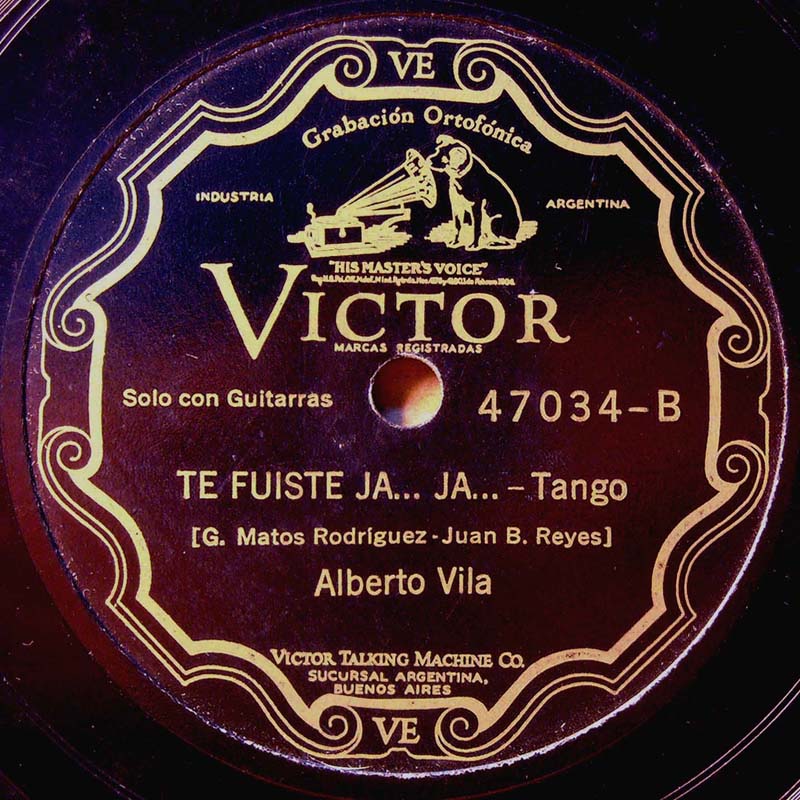 VE
Grabación Ortofónica
INDUSTRIA
ARGENTINA
"HIS MASTER'S VOICE"
VICTOR
MARCAS REGISTRADAS
Solo con Guitarras
47034-B
TE FUISTE JA... JA... - Tango
[G. Matos Rodríguez - Juan B. Reyes]
Alberto Vila
VICTOR TALKING MACHINE CO.
SUCURSAL ARGENTINA,
BUENOS AIRES
VE